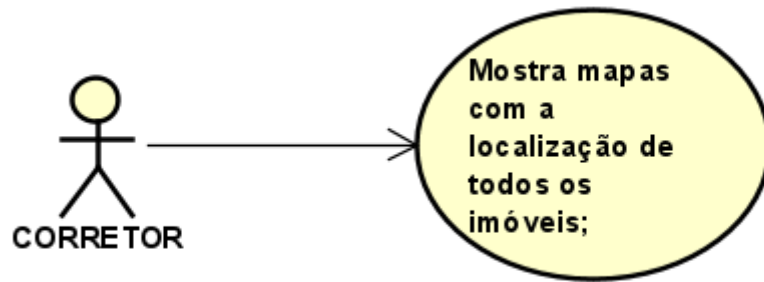 Mostra mapas
com a
localização de
todos os
imóveis;
CORRETOR